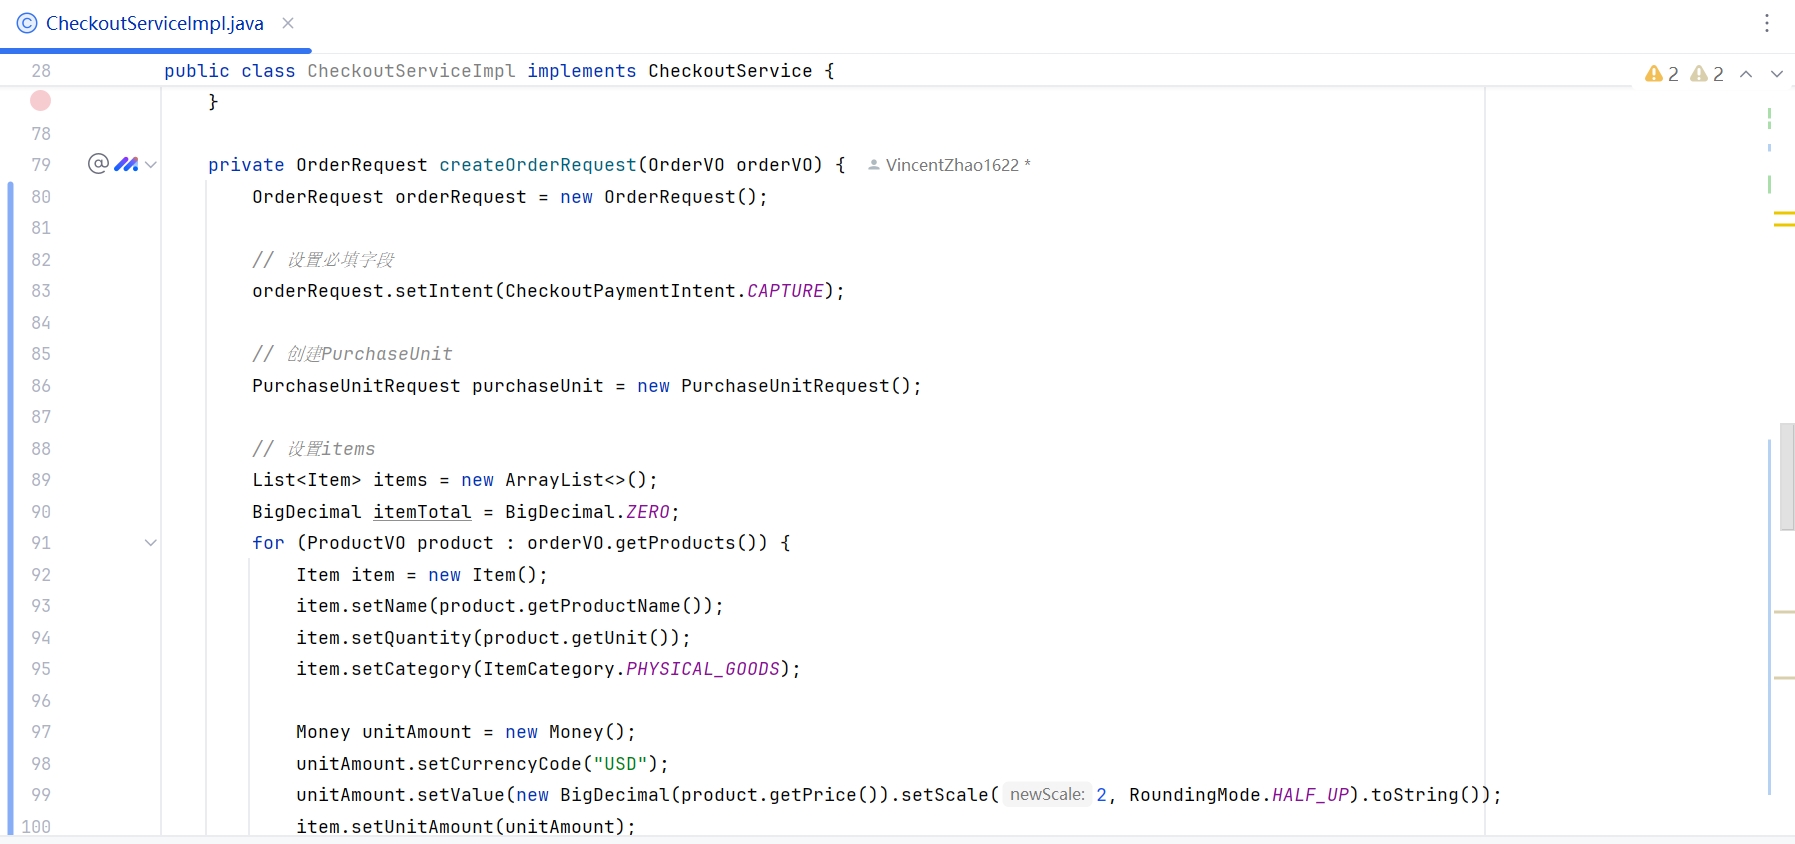 CheckoutServiceImpl.java
28 public class CheckoutServiceImpl implements CheckoutService {
2 2
}
78
79 private OrderRequest createOrderRequest(OrderVO orderVO) { VincentZhao1622 *
80 OrderRequest orderRequest = new OrderRequest();
81
82 // 设置必填字段
83 orderRequest.setIntent(CheckoutPaymentIntent.CAPTURE);
84
85 // 创建PurchaseUnit
86 PurchaseUnitRequest purchaseUnit = new PurchaseUnitRequest();
87
88 // 设置items
89 List<Item> items = new ArrayList<>();
90 BigDecimal itemTotal = BigDecimal.ZERO;
91 for (ProductVO product : orderVO.getProducts()) {
92 Item item = new Item();
93 item.setName(product.getProductName());
94 item.setQuantity(product.getUnit());
95 item.setCategory(ItemCategory.PHYSICAL_GOODS);
96
97 Money unitAmount = new Money();
98 unitAmount.setCurrencyCode("USD");
99 unitAmount.setValue(new BigDecimal(product.getPrice()).setScale( newScale: 2, RoundingMode.HALF_UP).toString());
100 item.setUnitAmount(unitAmount);